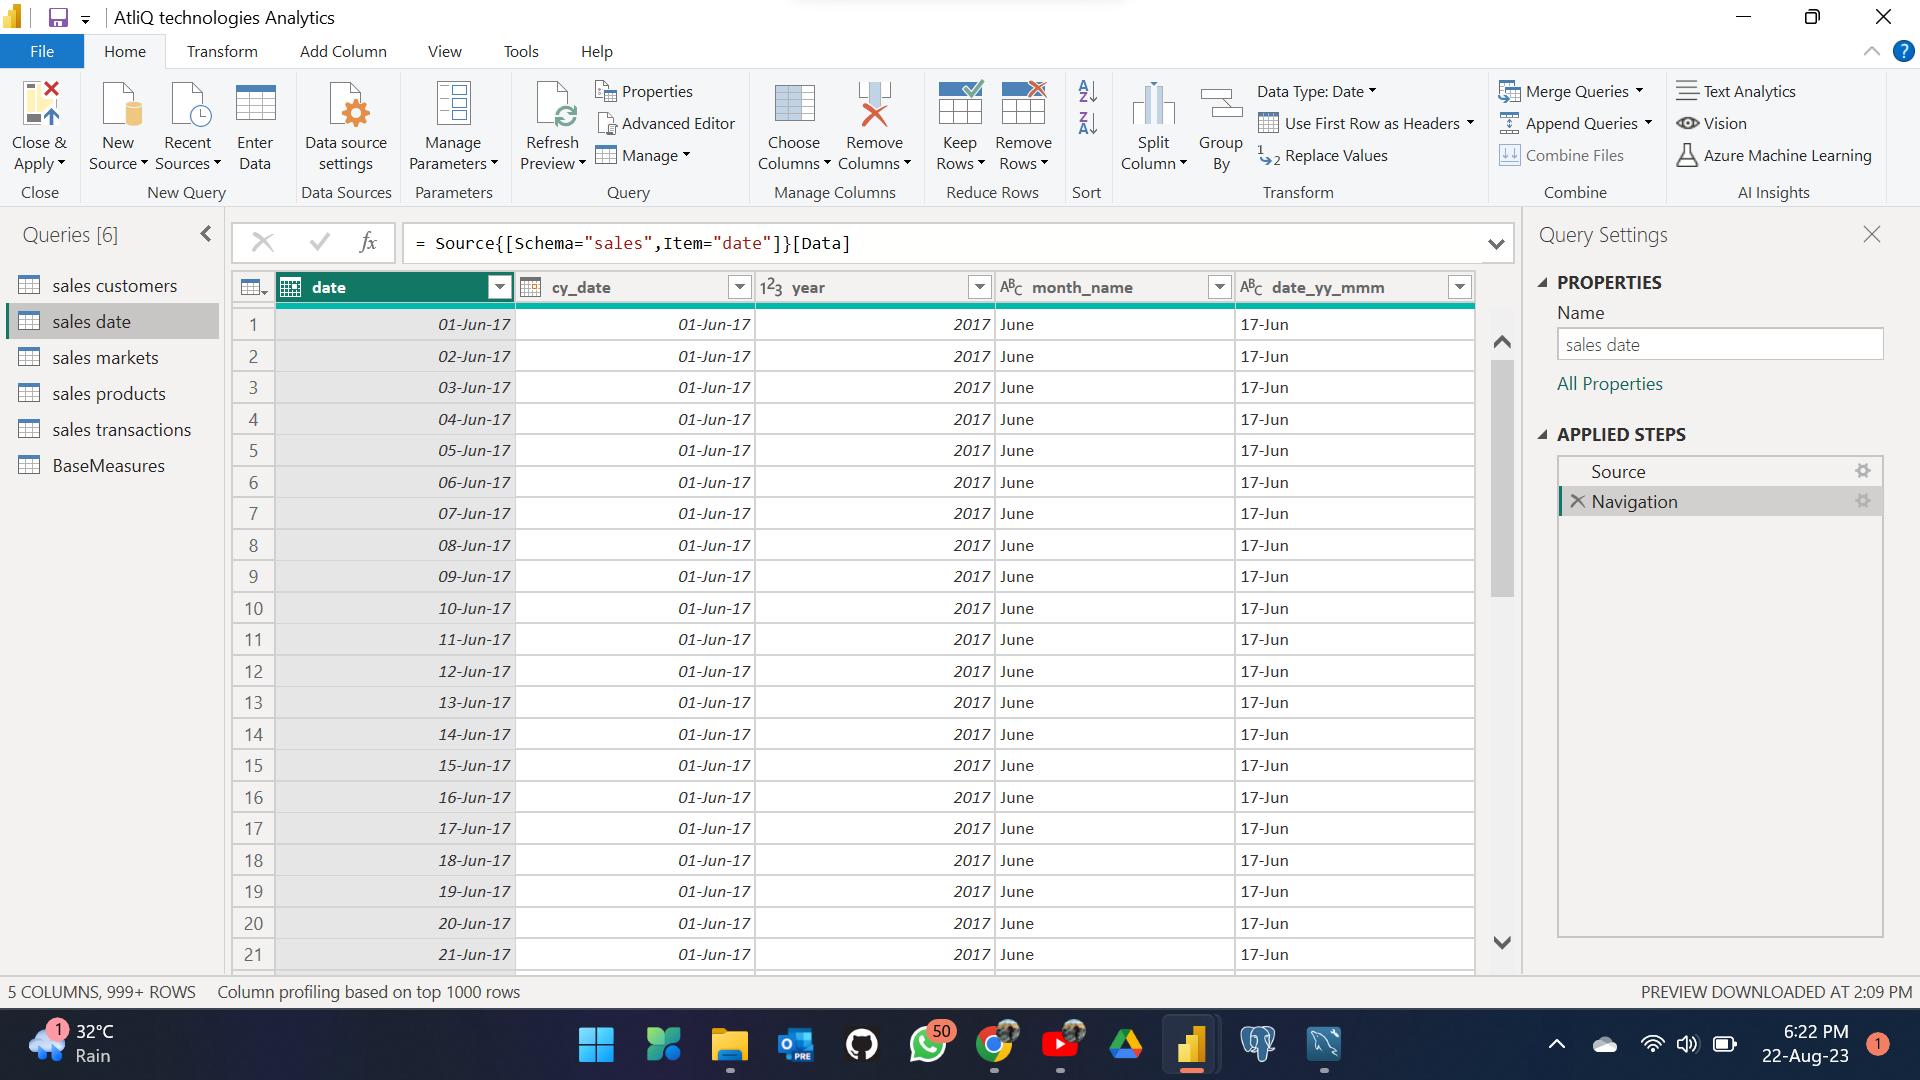 AtliQ technologies Analytics
File Home Transform Add Column View Tools Help
Close & Apply
Close
New Source
Recent Sources
Enter Data
New Query
Data source settings
Data Sources
Manage Parameters
Parameters
Refresh Preview
Properties
Advanced Editor
Manage
Query
Choose Columns
Remove Columns
Manage Columns
Keep Rows
Remove Rows
Reduce Rows
Sort
Split Column
Group By
Data Type: Date
Use First Row as Headers
Replace Values
Transform
Merge Queries
Append Queries
Combine Files
Combine
Text Analytics
Vision
Azure Machine Learning
AI Insights
Queries [6]
sales customers
sales date
sales markets
sales products
sales transactions
BaseMeasures
fx = Source{[Schema="sales",Item="date"]}[Data]
date cy_date 123 year ABC month_name ABC date_yy_mmm
1 01-Jun-17 01-Jun-17 2017 June 17-Jun
2 02-Jun-17 01-Jun-17 2017 June 17-Jun
3 03-Jun-17 01-Jun-17 2017 June 17-Jun
4 04-Jun-17 01-Jun-17 2017 June 17-Jun
5 05-Jun-17 01-Jun-17 2017 June 17-Jun
6 06-Jun-17 01-Jun-17 2017 June 17-Jun
7 07-Jun-17 01-Jun-17 2017 June 17-Jun
8 08-Jun-17 01-Jun-17 2017 June 17-Jun
9 09-Jun-17 01-Jun-17 2017 June 17-Jun
10 10-Jun-17 01-Jun-17 2017 June 17-Jun
11 11-Jun-17 01-Jun-17 2017 June 17-Jun
12 12-Jun-17 01-Jun-17 2017 June 17-Jun
13 13-Jun-17 01-Jun-17 2017 June 17-Jun
14 14-Jun-17 01-Jun-17 2017 June 17-Jun
15 15-Jun-17 01-Jun-17 2017 June 17-Jun
16 16-Jun-17 01-Jun-17 2017 June 17-Jun
17 17-Jun-17 01-Jun-17 2017 June 17-Jun
18 18-Jun-17 01-Jun-17 2017 June 17-Jun
19 19-Jun-17 01-Jun-17 2017 June 17-Jun
20 20-Jun-17 01-Jun-17 2017 June 17-Jun
21 21-Jun-17 01-Jun-17 2017 June 17-Jun
Query Settings
PROPERTIES
Name
sales date
All Properties
APPLIED STEPS
Source
Navigation
5 COLUMNS, 999+ ROWS Column profiling based on top 1000 rows
PREVIEW DOWNLOADED AT 2:09 PM
1
32°C
Rain
PRE
50
6:22 PM
22-Aug-23
1